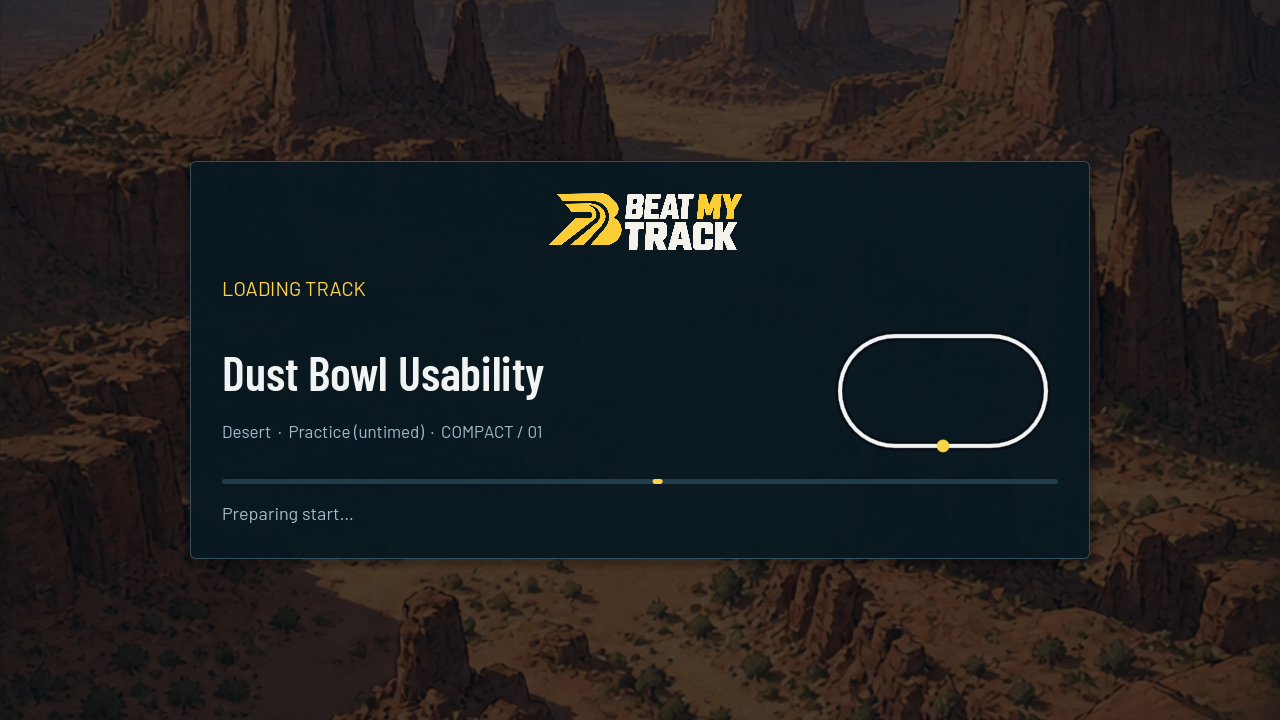 BEAT MY
TRACK
LOADING TRACK
Dust Bowl Usability
Desert · Practice (untimed) · COMPACT / 01
Preparing start...